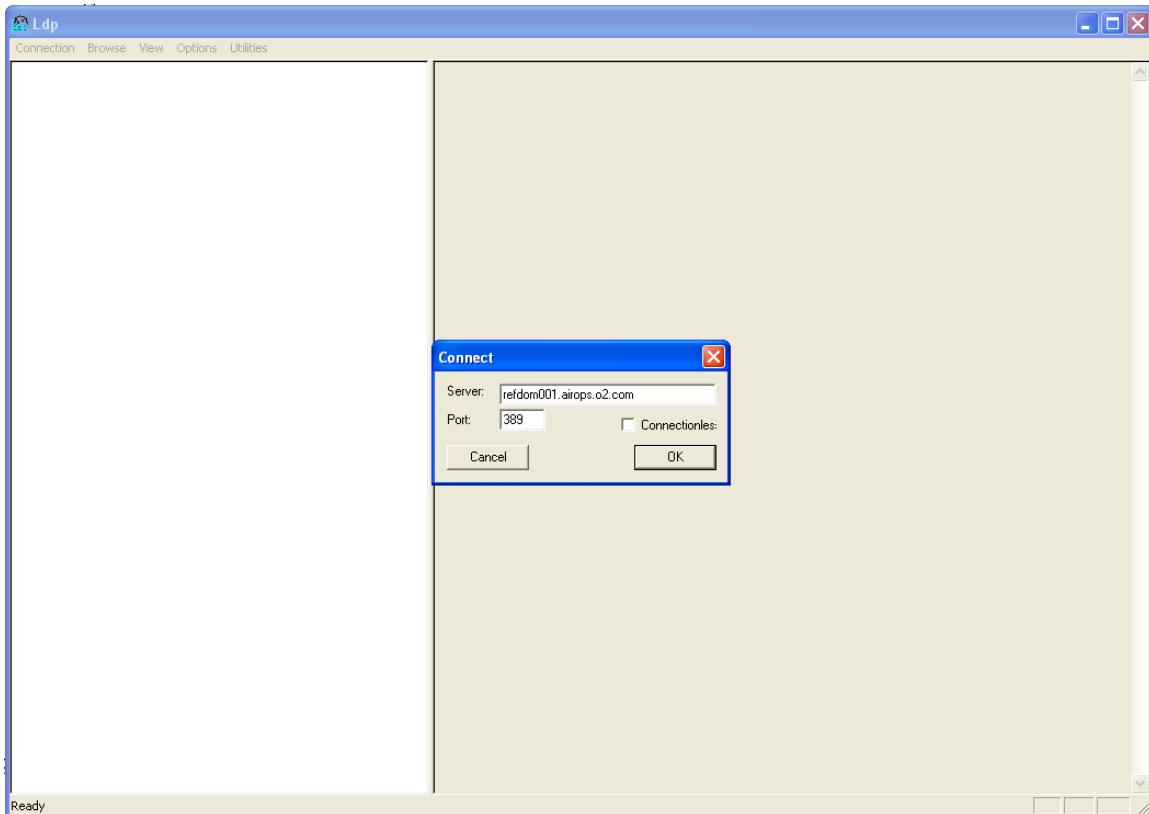 Ldp
Connection Browse View Options Utilities
Connect
Server: refdom001.airops.o2.com
Port: 389 Connectionles
Cancel OK
Ready